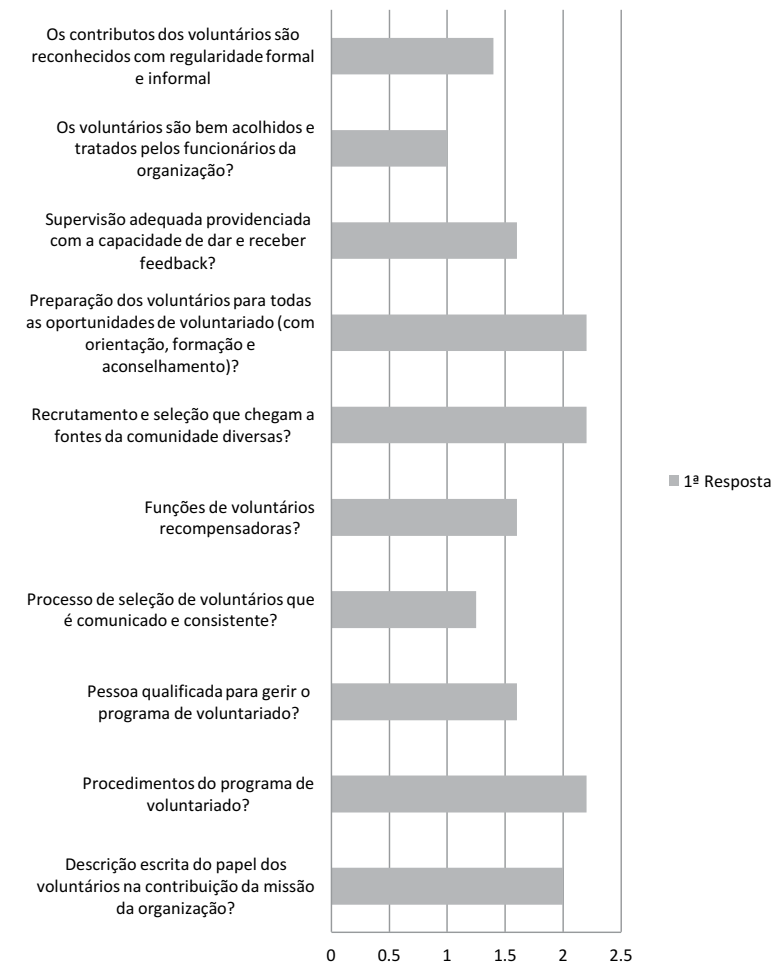 Os contributos dos voluntários são
reconhecidos com regularidade formal
e informal
Os voluntários são bem acolhidos e
tratados pelos funcionários da
organização?
Supervisão adequada providenciada
com a capacidade de dar e receber
feedback?
Preparação dos voluntários para todas
as oportunidades de voluntariado (com
orientação, formação e
aconselhamento)?
Recrutamento e seleção que chegam a
fontes da comunidade diversas?
Funções de voluntários
recompensadoras?
Processo de seleção de voluntários que
é comunicado e consistente?
Pessoa qualificada para gerir o
programa de voluntariado?
Procedimentos do programa de
voluntariado?
Descrição escrita do papel dos
voluntários na contribuição da missão
da organização?
0 0.5 1 1.5 2 2.5
1ª Resposta